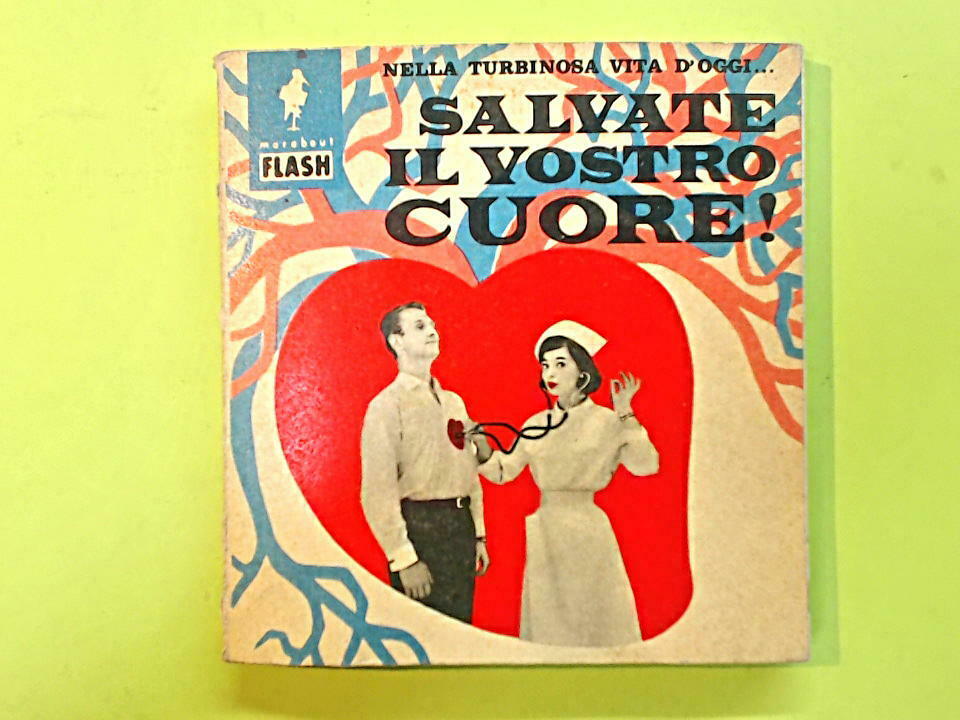 NELLA TURBINOSA VITA D'OGGI...
SALVATE
IL VOSTRO
CUORE!
marabout
FLASH